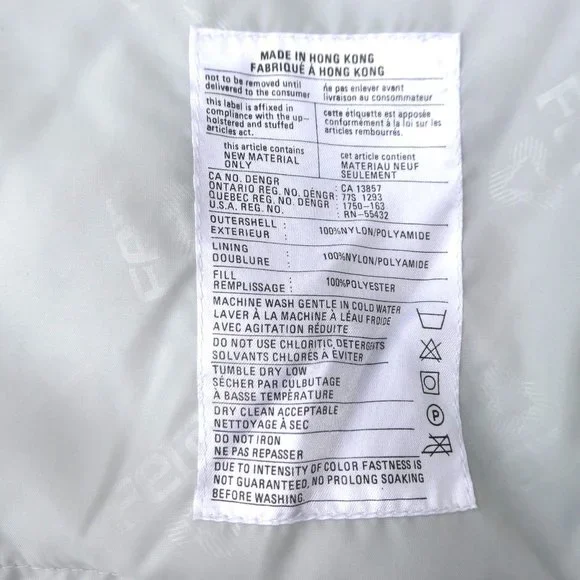 MADE IN HONG KONG
FABRIQUÉ À HONG KONG
not to be removed until
delivered to the consumer
ñe pas enlever avant
livraison au consommateur
this label is affixed in
compliance with the up-
holstered and stuffed
articles act.
cette étiquette est apposée
conformément à la loi sur les
articles rembourrés.
this article contains
NEW MATERIAL
ONLY
cet article contient
MATERIAU NEUF
SEULEMENT
CA NO. DENGR : CA 13857
ONTARIO REG. NO. DENGR: 77S 1293
QUEBEC REG. NO. DENGR : 1750-163
U.S.A. REG. NO. : RN-55432
OUTERSHELL :
EXTERIEUR : 100%NYLON/POLYAMIDE
LINING :
DOUBLURE : 100%NYLON/POLYAMIDE
FILL :
REMPLISSAGE : 100%POLYESTER
MACHINE WASH GENTLE IN COLD WATER
LAVER À LA MACHINE À LÉAU FROIDE
AVEC AGITATION RÉDUITE
DO NOT USE CHLORITIC, DETERGTS
SOLVANTS CHLORÉS À ÉVITER
TUMBLE DRY LOW
SÉCHER PAR CULBUTAGE
À BASSE TEMPÉRATURE
DRY CLEAN ACCEPTABLE
NETTOYAGE À SEC
P
DO NOT IRON
NE PAS REPASSER
DUE TO INTENSITY OF COLOR FASTNESS IS
NOT GUARANTEED, NO PROLONG SOAKING
BEFORE WASHING.